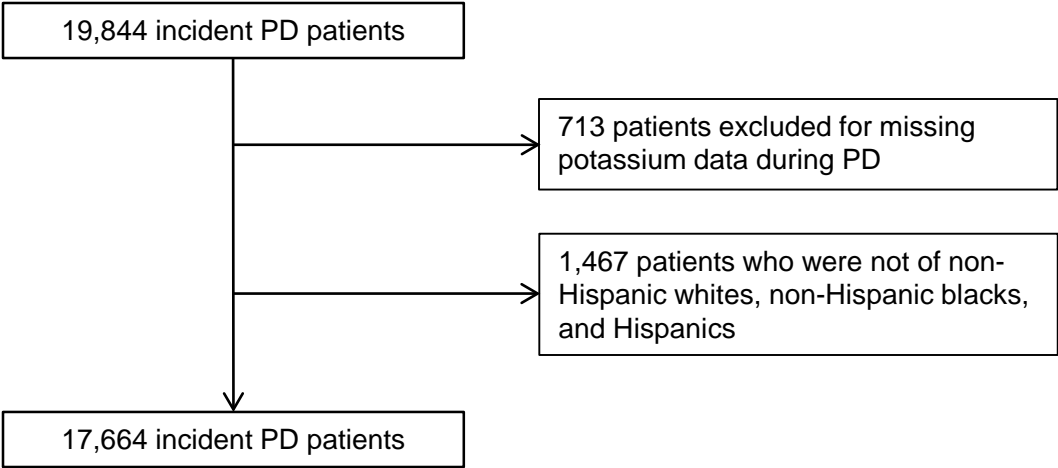 19,844 incident PD patients
713 patients excluded for missing
potassium data during PD
1,467 patients who were not of non-
Hispanic whites, non-Hispanic blacks,
and Hispanics
17,664 incident PD patients